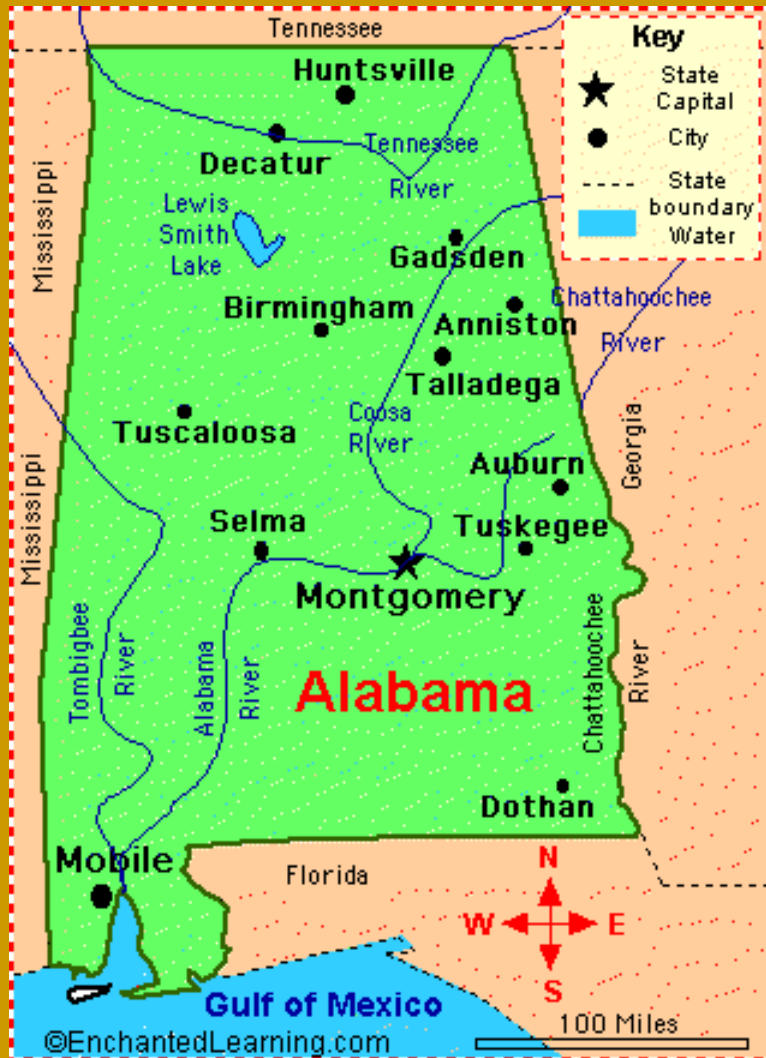 Tennessee
Key
State
Capital
City
State
boundary
Water
Huntsville
Decatur
Tennessee
River
Mississippi
Lewis
Smith
Lake
Gadsden
Birmingham
Anniston
Chattahoochee
River
Talladega
Tuscaloosa
Coosa
River
Georgia
Mississippi
Auburn
Selma
Tuskegee
Montgomery
Tombigbee
River
Alabama
River
Alabama
Chattahoochee
River
Dothan
Mobile
Florida
N
W
E
S
Gulf of Mexico
100 Miles
©EnchantedLearning.com